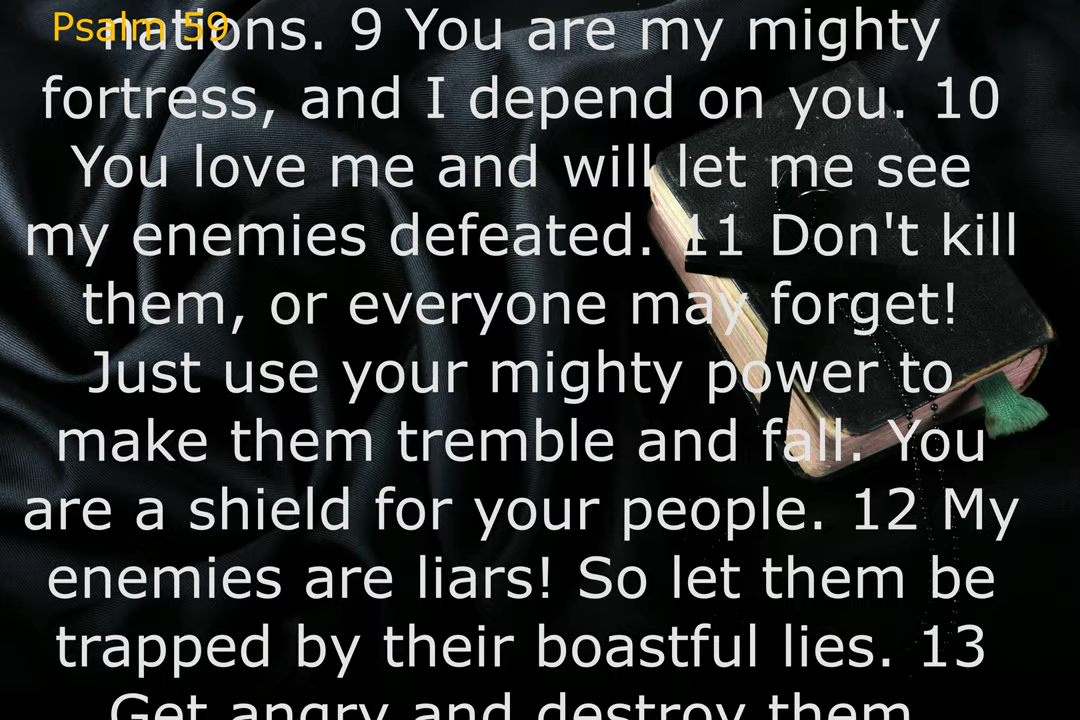 Psalm 59
nations. 9 You are my mighty
fortress, and I depend on you. 10
You love me and will let me see
my enemies defeated. 11 Don't kill
them, or everyone may forget!
Just use your mighty power to
make them tremble and fall. You
are a shield for your people. 12 My
enemies are liars! So let them be
trapped by their boastful lies. 13
Get angry and destroy them.